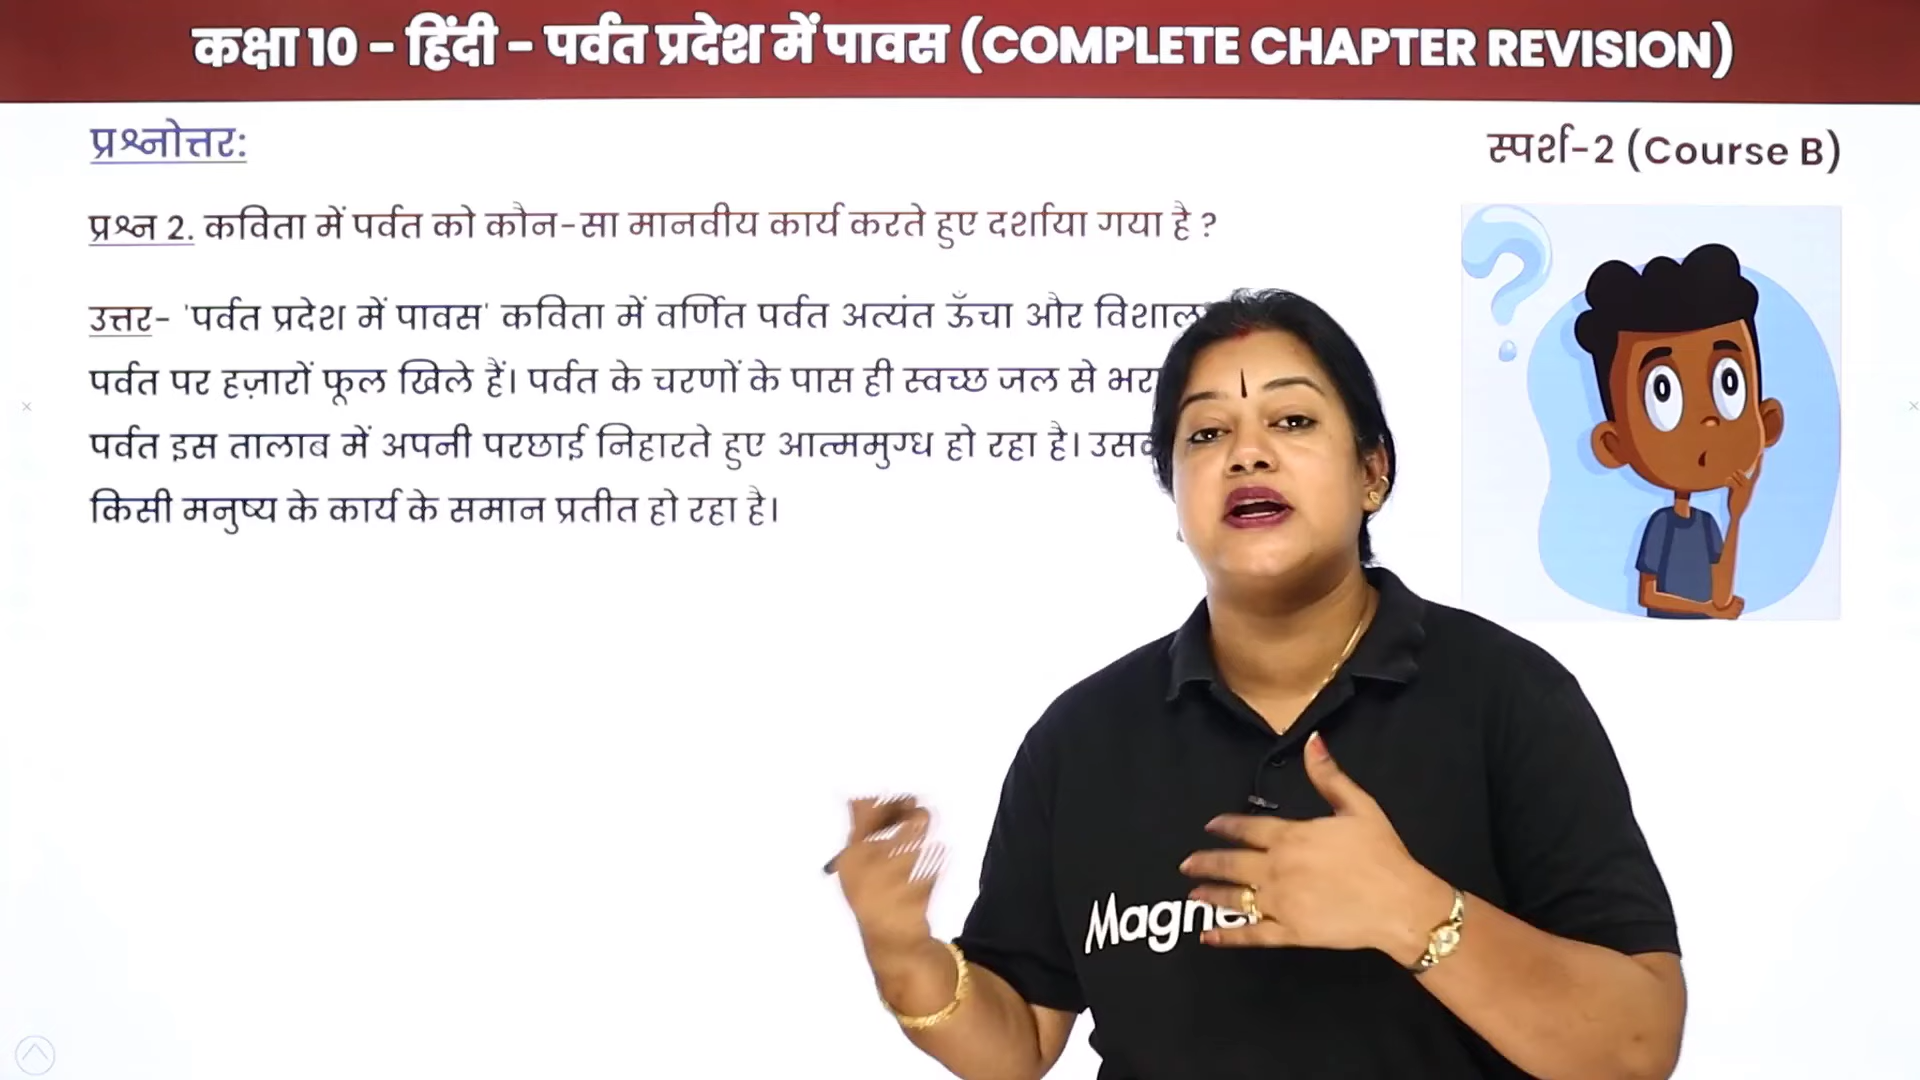 कक्षा 10 – हिंदी – पर्वत प्रदेश में पावस (COMPLETE CHAPTER REVISION)
प्रश्नोत्तर:
स्पर्श-2 (Course B)
प्रश्न 2. कविता में पर्वत को कौन-सा मानवीय कार्य करते हुए दर्शाया गया है ?
उत्तर- 'पर्वत प्रदेश में पावस' कविता में वर्णित पर्वत अत्यंत ऊँचा और विशाल
पर्वत पर हज़ारों फूल खिले हैं। पर्वत के चरणों के पास ही स्वच्छ जल से
पर्वत इस तालाब में अपनी परछाई निहारते हुए आत्ममुग्ध हो रहा है।
किसी मनुष्य के कार्य के समान प्रतीत हो रहा है।